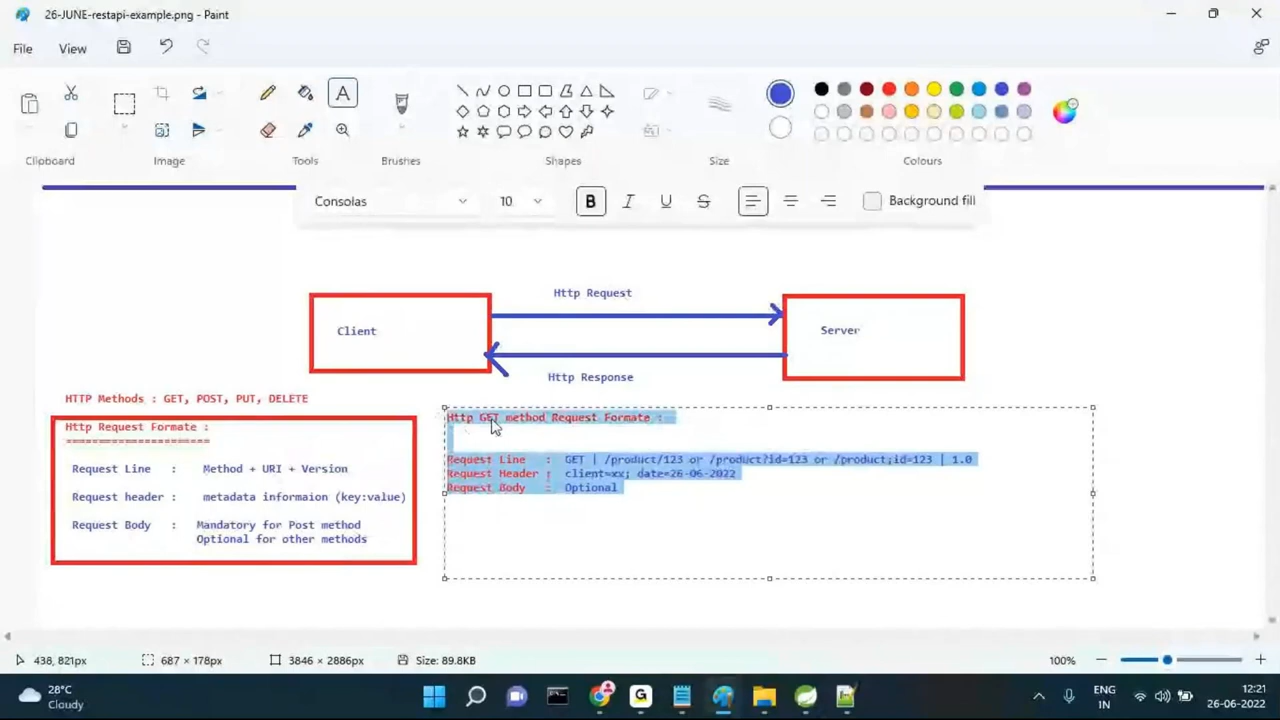 26-JUNE-restapi-example.png - Paint
File View
Clipboard Image Tools Brushes Shapes Size Colours
Consolas 10 B I U S Background fill
Http Request
Client Server
Http Response
HTTP Methods : GET, POST, PUT, DELETE
Http Request Formate :
======================
Request Line : Method + URI + Version
Request header : metadata informaion (key:value)
Request Body : Mandatory for Post method
Optional for other methods
Http GET method Request Formate :
Request Line : GET | /product/123 or /product?id=123 or /product;id=123 | 1.0
Request Header : client=xx; date=26-06-2022
Request Body = Optional
438, 821px 687 × 178px 3846 × 2886px Size: 89.8KB 100%
28°C
Cloudy
ENG
IN
12:21
26-06-2022